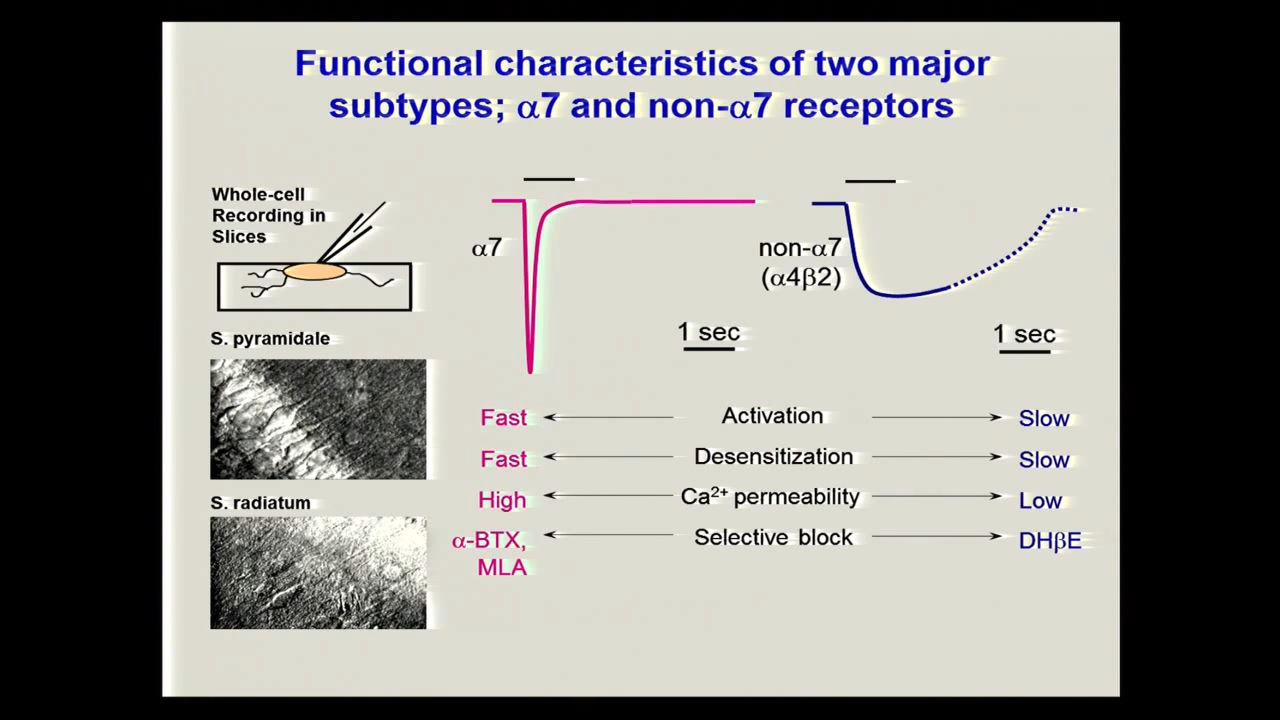 Functional characteristics of two major
subtypes; α7 and non-α7 receptors
Whole-cell
Recording in
Slices
S. pyramidale
S. radiatum
α7
1 sec
non-α7
(α4β2)
1 sec
Fast Activation Slow
Fast Desensitization Slow
High Ca²⁺ permeability Low
α-BTX, Selective block DHβE
MLA